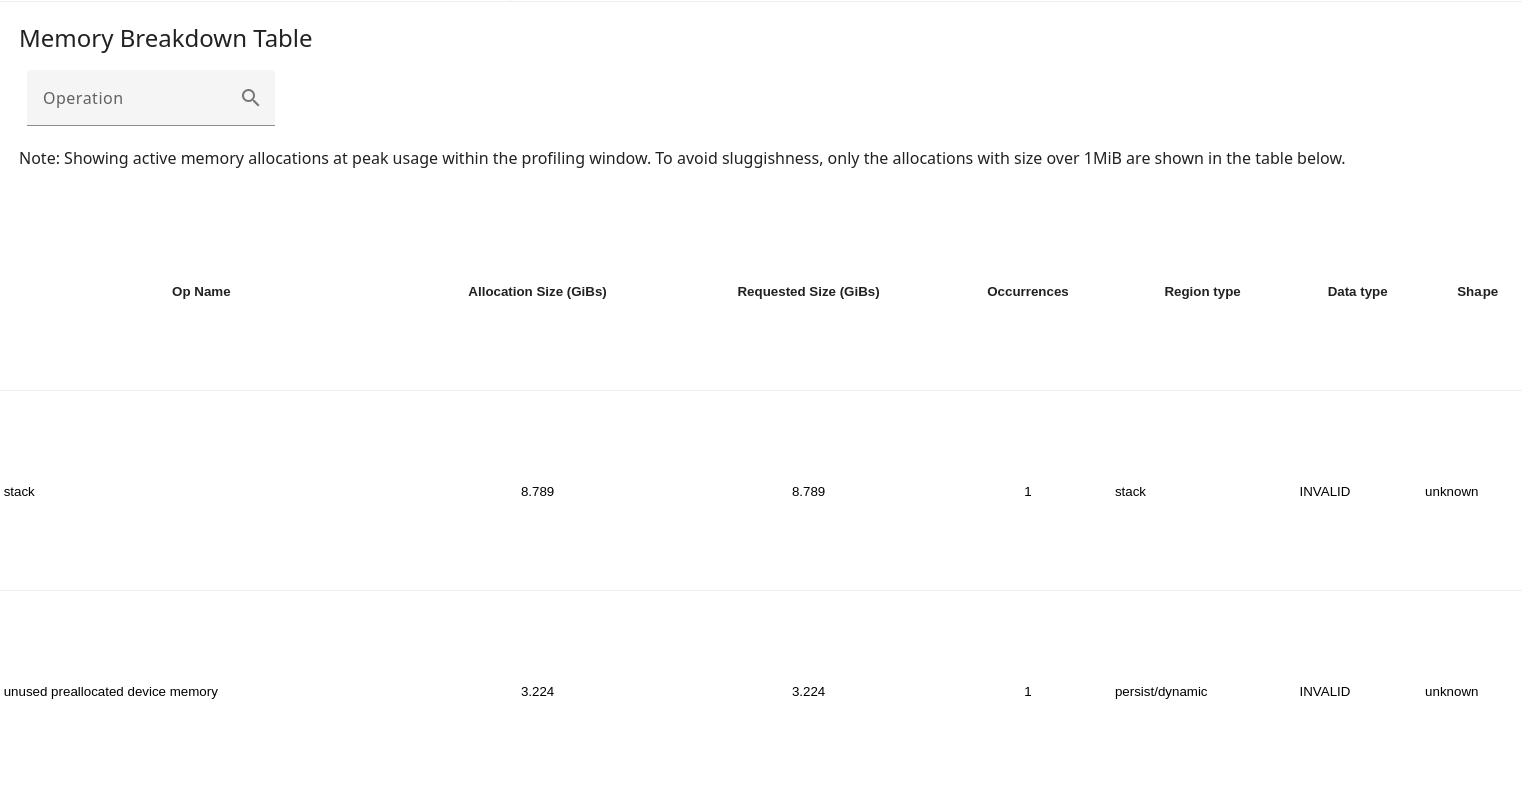 Memory Breakdown Table
Operation
Note: Showing active memory allocations at peak usage within the profiling window. To avoid sluggishness, only the allocations with size over 1MiB are shown in the table below.
Op Name Allocation Size (GiBs) Requested Size (GiBs) Occurrences Region type Data type Shape
stack 8.789 8.789 1 stack INVALID unknown
unused preallocated device memory 3.224 3.224 1 persist/dynamic INVALID unknown